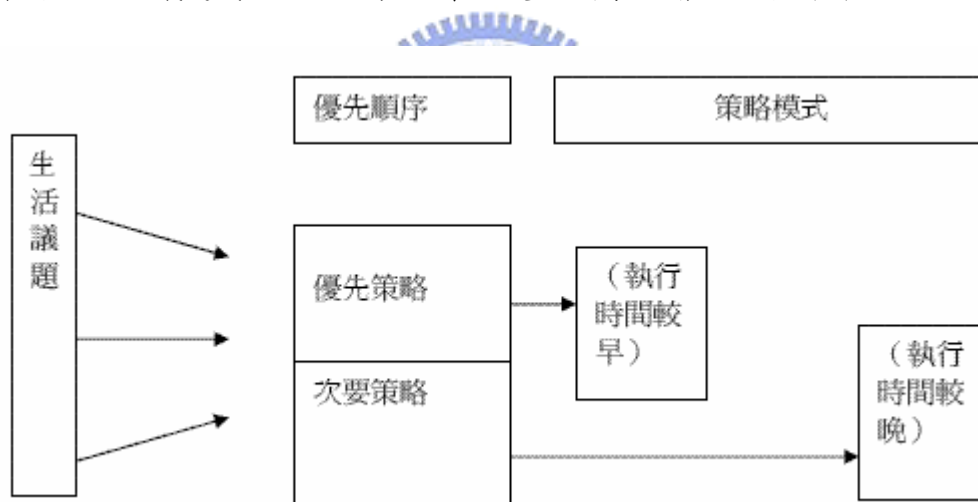 優先順序
策略模式
生
活
議
題
優先策略
（執行
時間較
早）
次要策略
（執行
時間較
晚）